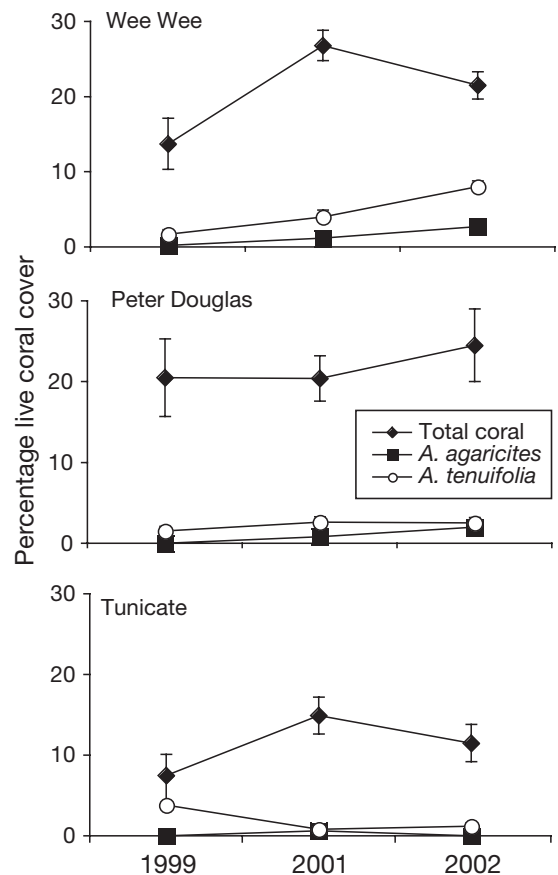 Percentage live coral cover
Wee Wee
30
20
10
0
Peter Douglas
30
20
10
0
Total coral
A. agaricites
A. tenuifolia
Tunicate
30
20
10
0
1999 2001 2002